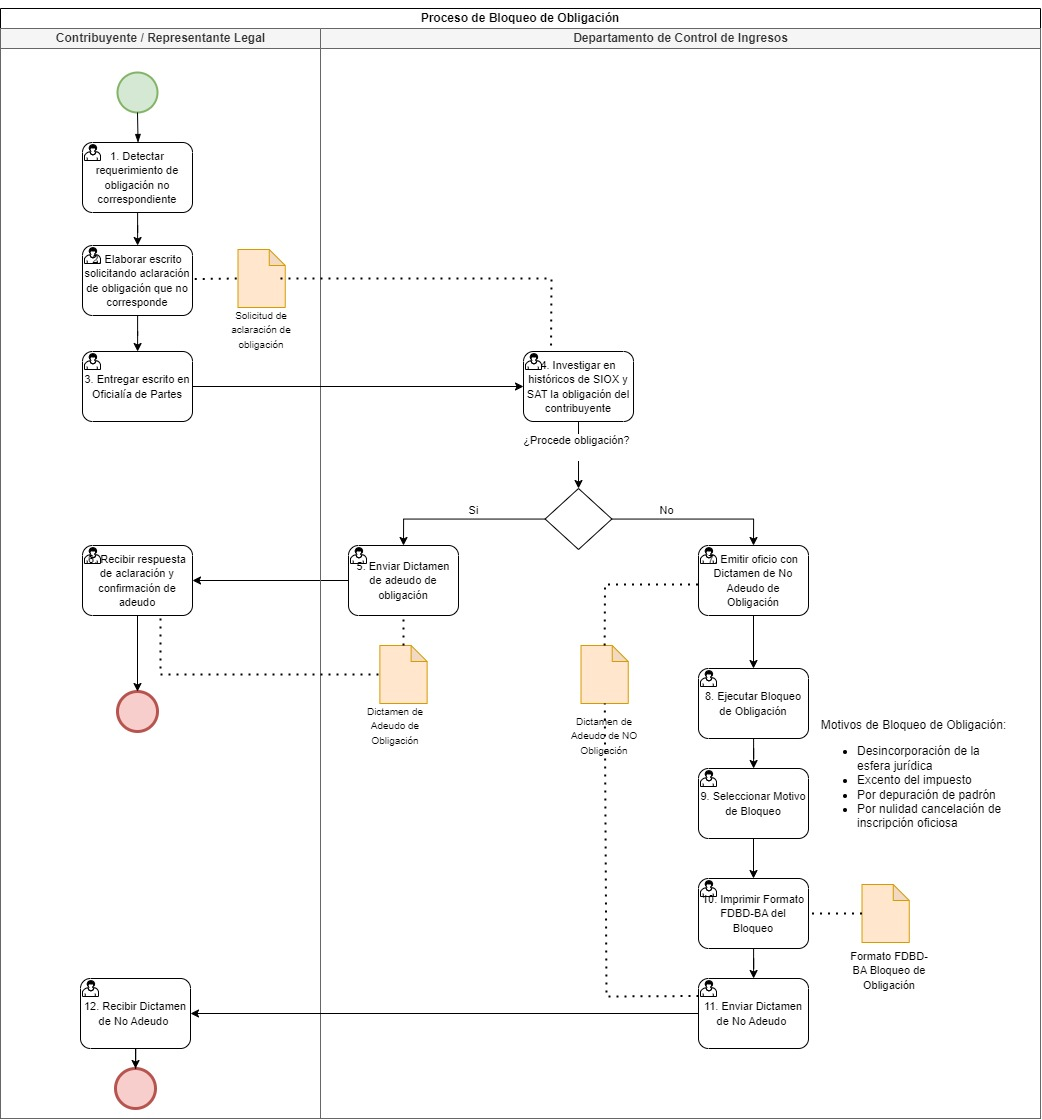 Proceso de Bloqueo de Obligación
Contribuyente / Representante Legal
Departamento de Control de Ingresos
1. Detectar
requerimiento de
obligación no
correspondiente
Elaborar escrito
solicitando aclaración
de obligación que no
corresponde
Solicitud de
aclaración de
obligación
3. Entregar escrito en
Oficialía de Partes
4. Investigar en
históricos de SIOX y
SAT la obligación del
contribuyente
¿Procede obligación?
Si
No
Recibir respuesta
de aclaración y
confirmación de
adeudo
5. Enviar Dictamen
de adeudo de
obligación
Emitir oficio con
Dictamen de No
Adeudo de
Obligación
Dictamen de
Adeudo de
Obligación
Dictamen de
Adeudo de NO
Obligación
8. Ejecutar Bloqueo
de Obligación
Motivos de Bloqueo de Obligación:
• Desincorporación de la
esfera jurídica
• Excento del impuesto
• Por depuración de padrón
• Por nulidad cancelación de
inscripción oficiosa
9. Seleccionar Motivo
de Bloqueo
10. Imprimir Formato
FDBD-BA del
Bloqueo
Formato FDBD-
BA Bloqueo de
Obligación
11. Enviar Dictamen
de No Adeudo
12. Recibir Dictamen
de No Adeudo